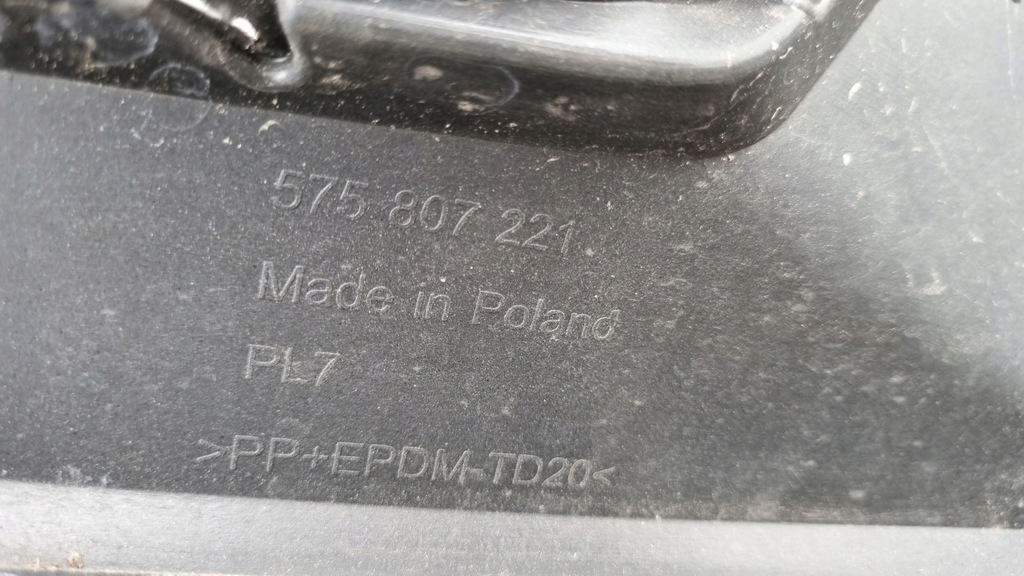 575 807 221
Made in Poland
PL7
>PP+EPDM-TD20<